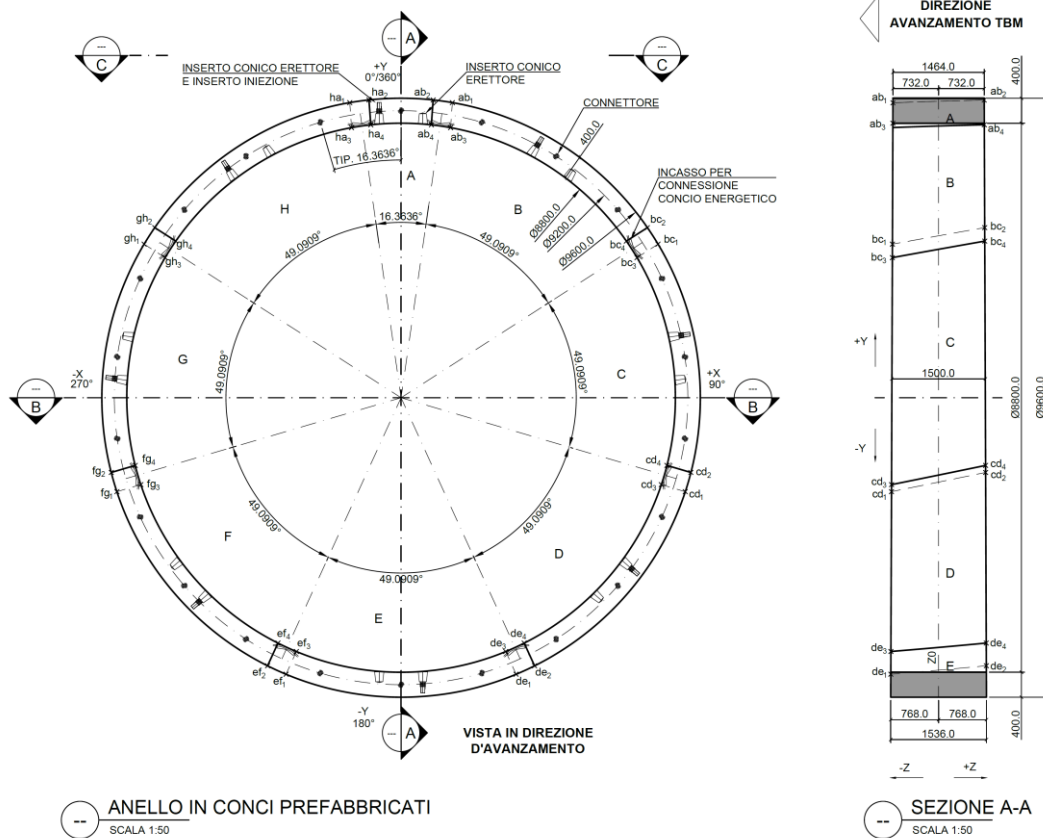 DIREZIONE
AVANZAMENTO TBM
---
A
---
C
---
C
+Y
0°/360°
INSERTO CONICO ERETTORE
E INSERTO INIEZIONE
INSERTO CONICO
ERETTORE
ha1
ha2
ab2
ab1
ha3
ha4
ab4
ab3
CONNETTORE
400.0
TIP. 16.3636°
A
INCASSO PER
CONNESSIONE
CONCIO ENERGETICO
H
B
Ø8800.0
Ø9200.0
Ø9600.0
16.3636°
49.0909°
49.0909°
gh2
gh1
gh4
gh3
bc2
bc1
bc4
bc3
G
C
49.0909°
49.0909°
-X
270°
+X
90°
---
B
---
B
fg4
fg2
fg3
fg1
cd4
cd2
cd3
cd1
49.0909°
49.0909°
F
D
49.0909°
E
ef4
ef3
ef2
ef1
de4
de3
de2
de1
-Y
180°
---
A
VISTA IN DIREZIONE
D'AVANZAMENTO
--
ANELLO IN CONCI PREFABBRICATI
SCALA 1:50
1464.0
732.0
732.0
400.0
ab1
ab2
A
ab3
ab4
B
bc2
bc1
bc4
bc3
+Y
C
1500.0
Ø8800.0
Ø9600.0
-Y
cd4
cd2
cd3
cd1
D
de4
de3
Z0
E
de2
de1
768.0
768.0
400.0
1536.0
-Z
+Z
--
SEZIONE A-A
SCALA 1:50